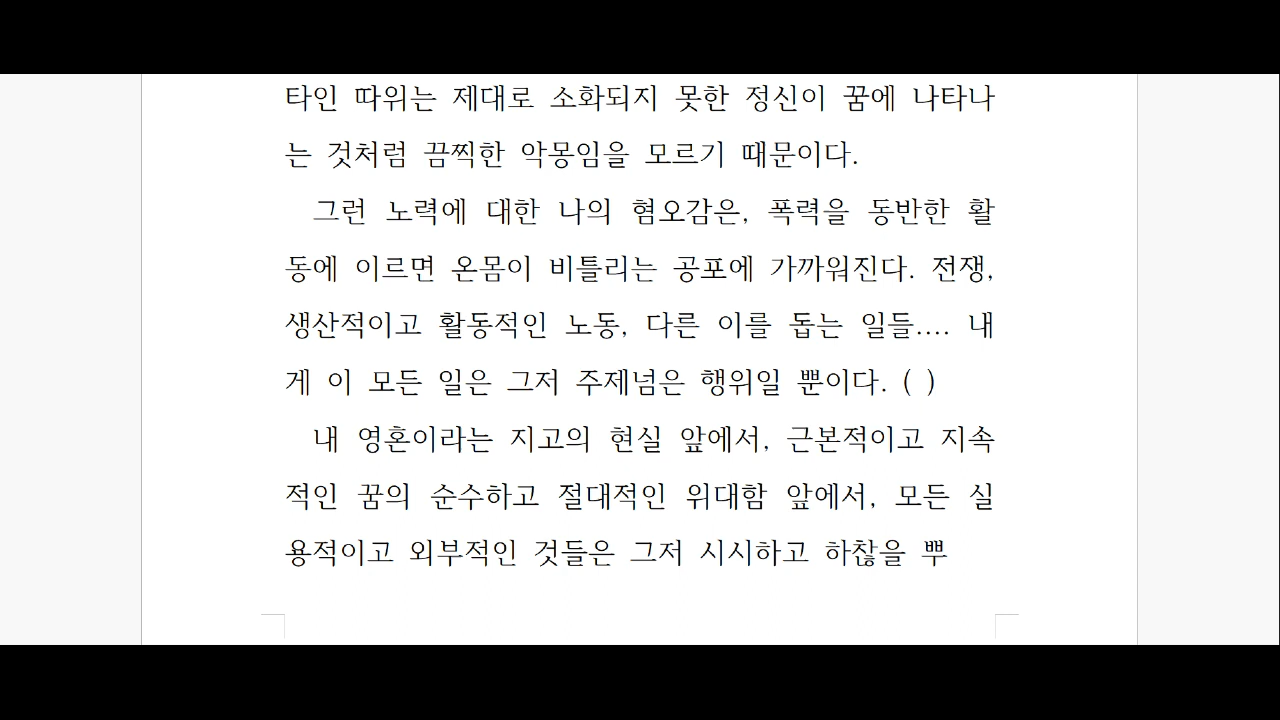 타인 따위는 제대로 소화되지 못한 정신이 꿈에 나타나
는 것처럼 끔찍한 악몽임을 모르기 때문이다.
그런 노력에 대한 나의 혐오감은, 폭력을 동반한 활
동에 이르면 온몸이 비틀리는 공포에 가까워진다. 전쟁,
생산적이고 활동적인 노동, 다른 이를 돕는 일들.... 내
게 이 모든 일은 그저 주제넘은 행위일 뿐이다. ( )
내 영혼이라는 지고의 현실 앞에서, 근본적이고 지속
적인 꿈의 순수하고 절대적인 위대함 앞에서, 모든 실
용적이고 외부적인 것들은 그저 시시하고 하찮을 뿌